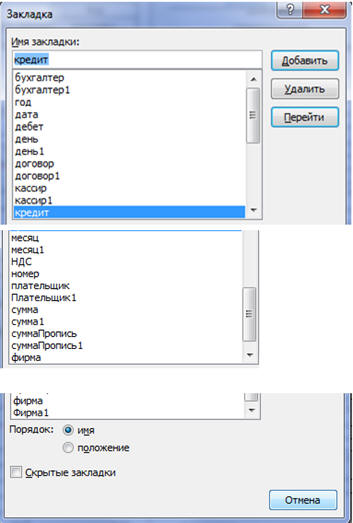 Закладка
Имя закладки:
кредит
Добавить
бухгалтер
бухгалтер1
год
дата
дебет
день
день1
договор
договор1
кассир
кассир1
кредит
Удалить
Перейти
месяц
месяц1
НДС
номер
плательщик
Плательщик1
сумма
сумма1
суммаПропись
суммаПропись1
фирма
фирма
Фирма1
Порядок: имя
положение
Скрытые закладки
Отмена